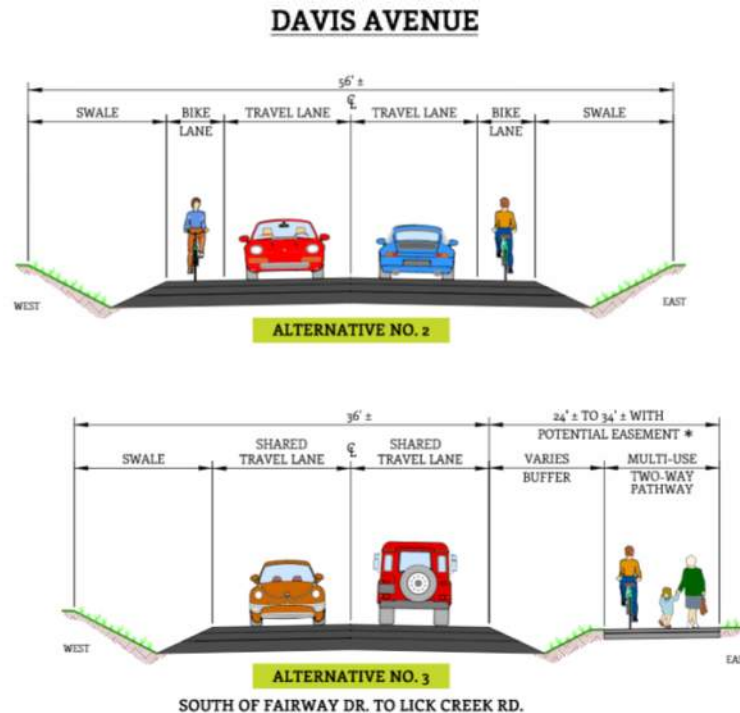 DAVIS AVENUE
56' ±
℄
SWALE BIKE TRAVEL LANE TRAVEL LANE BIKE SWALE
LANE LANE
WEST EAST
ALTERNATIVE NO. 2
36' ± 24' ± TO 34' ± WITH
POTENTIAL EASEMENT *
SHARED ℄ SHARED
SWALE TRAVEL LANE TRAVEL LANE VARIES MULTI-USE
BUFFER TWO-WAY
PATHWAY
WEST EA
ALTERNATIVE NO. 3
SOUTH OF FAIRWAY DR. TO LICK CREEK RD.